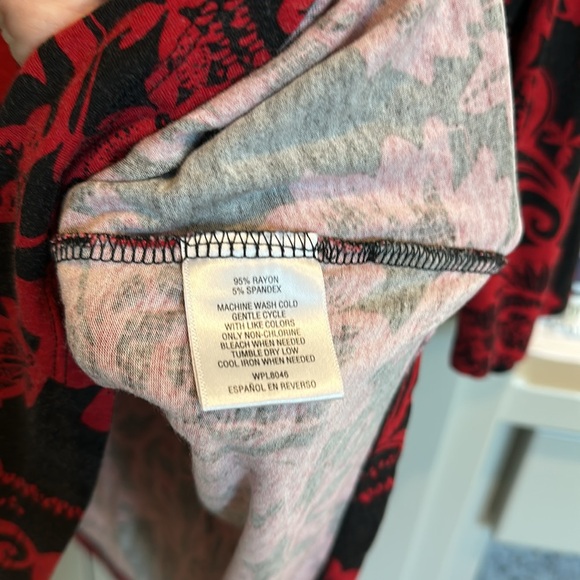 95% RAYON
5% SPANDEX
MACHINE WASH COLD
GENTLE CYCLE
WITH LIKE COLORS
ONLY NON-CHLORINE
BLEACH WHEN NEEDED
TUMBLE DRY LOW
COOL IRON WHEN NEEDED
WPL8046
ESPAÑOL EN REVERSO